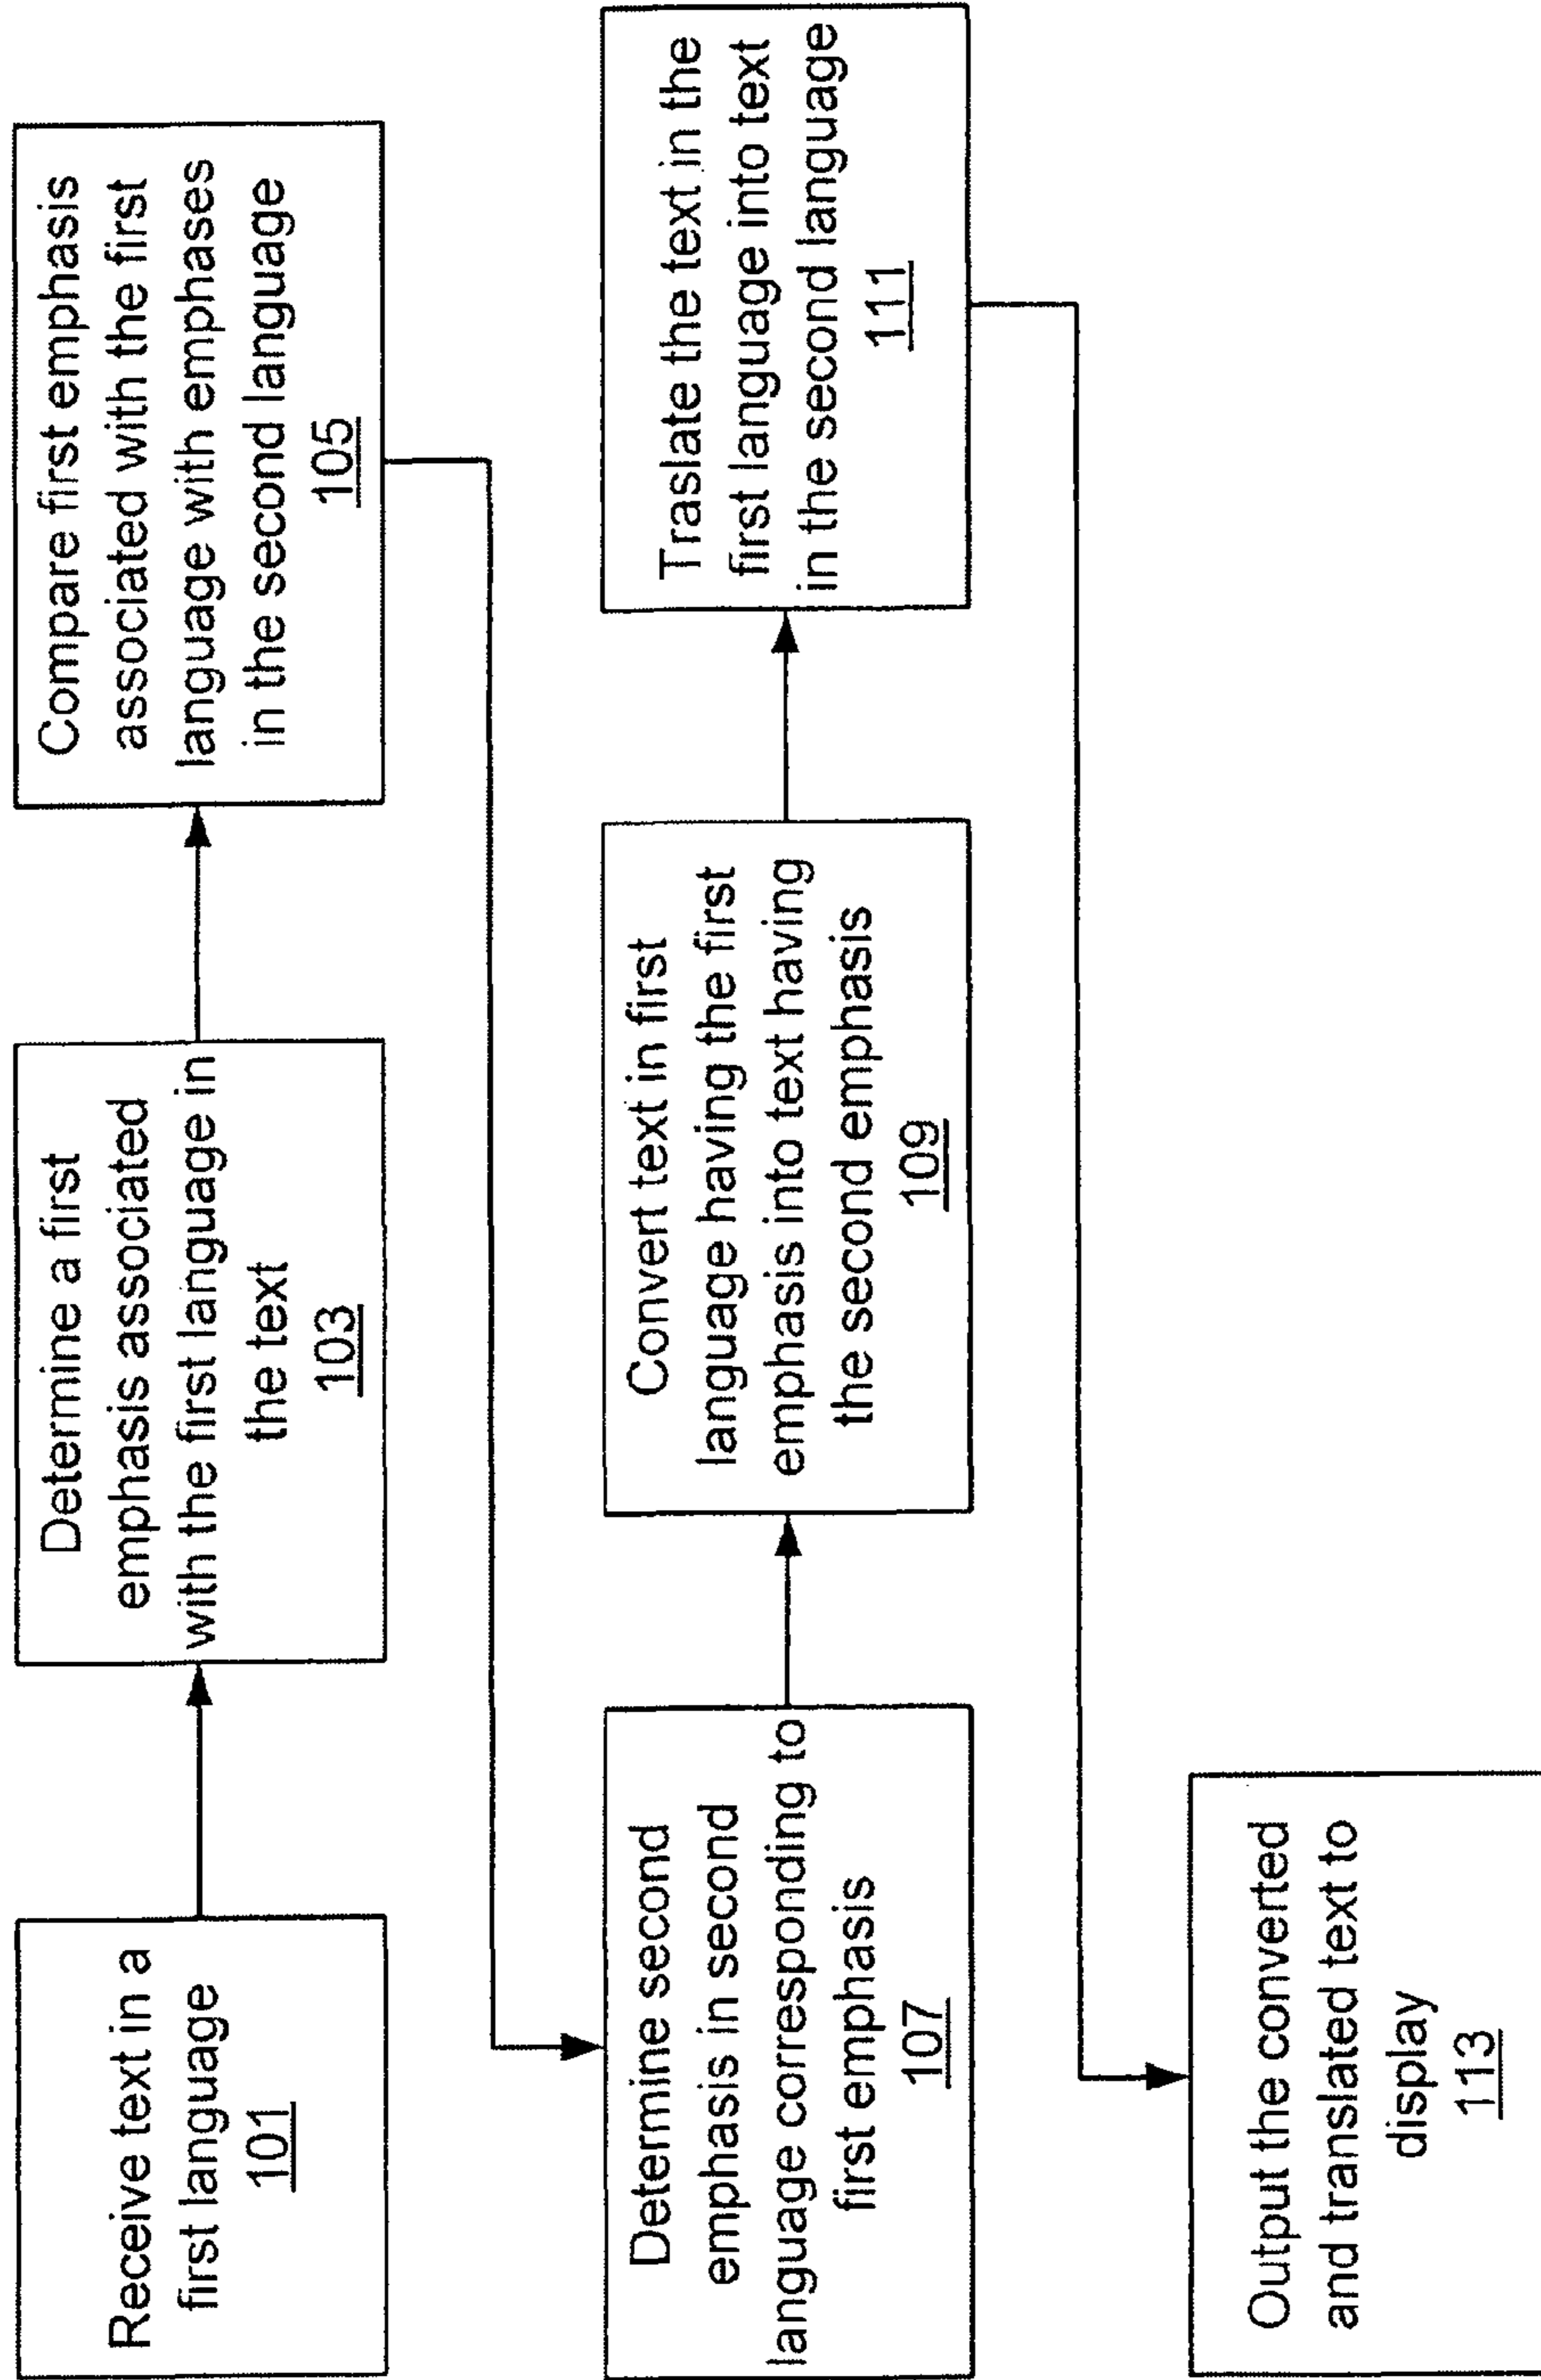 Receive text in a
first language
101
Determine a first
emphasis associated
with the first language in
the text
103
Compare first emphasis
associated with the first
language with emphases
in the second language
105
Determine second
emphasis in second
language corresponding to
first emphasis
107
Convert text in first
language having the first
emphasis into text having
the second emphasis
109
Traslate the text in the
first language into text
in the second language
111
Output the converted
and translated text to
display
113